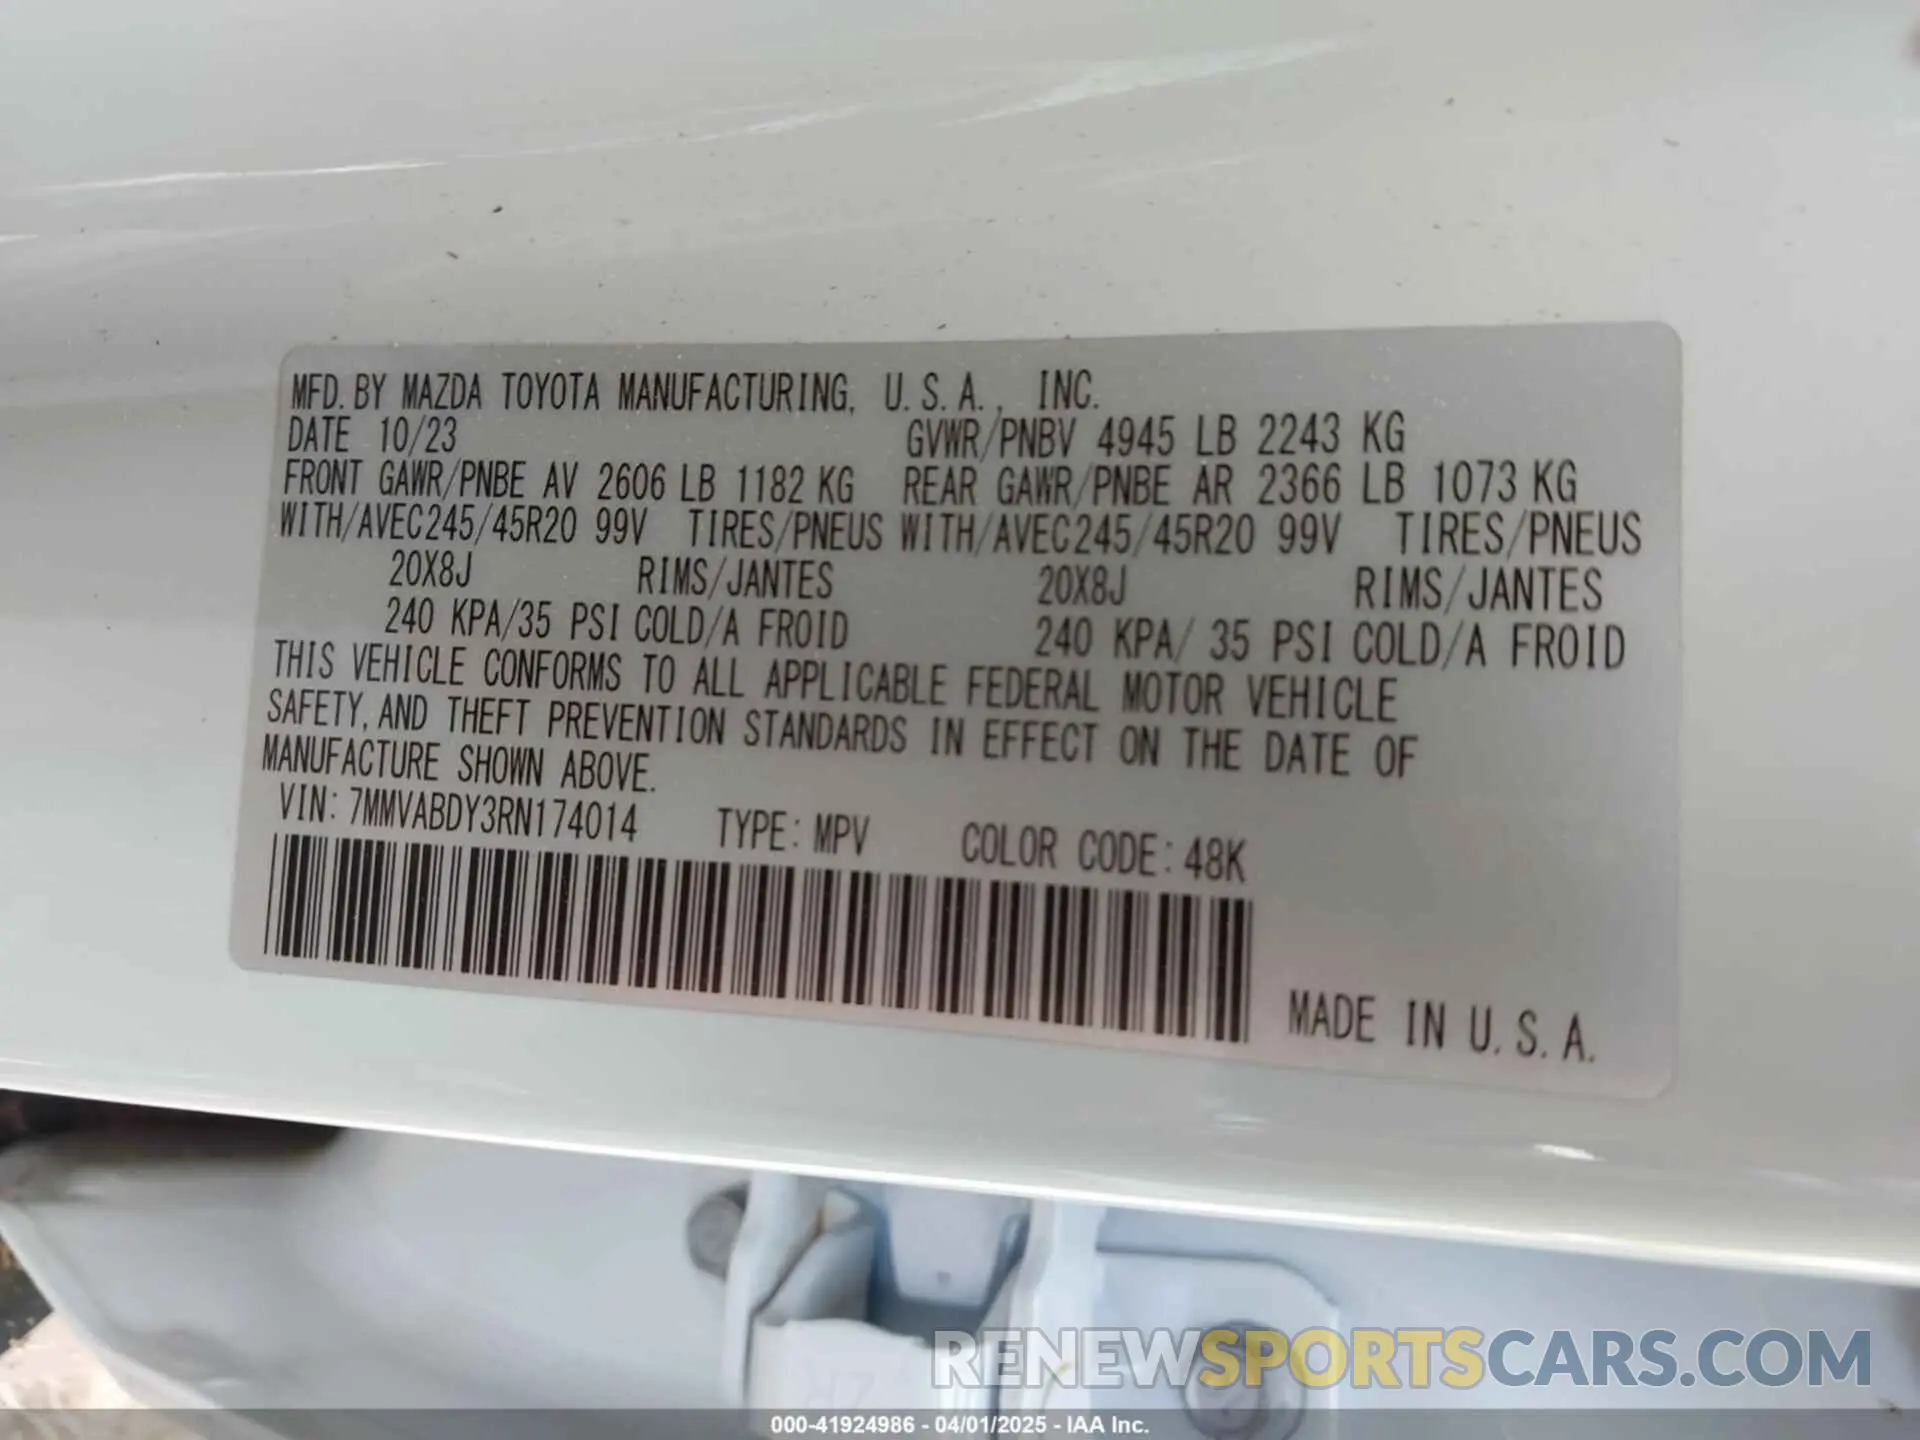 MFD. BY MAZDA TOYOTA MANUFACTURING, U.S.A., INC.
DATE 10/23 GVWR/PNBV 4945 LB 2243 KG
FRONT GAWR/PNBE AV 2606 LB 1182 KG REAR GAWR/PNBE AR 2366 LB 1073 KG
WITH/AVEC245/45R20 99V TIRES/PNEUS WITH/AVEC245/45R20 99V TIRES/PNEUS
20X8J RIMS/JANTES 20X8J RIMS/JANTES
240 KPA/35 PSI COLD/A FROID 240 KPA/ 35 PSI COLD/A FROID
THIS VEHICLE CONFORMS TO ALL APPLICABLE FEDERAL MOTOR VEHICLE
SAFETY, AND THEFT PREVENTION STANDARDS IN EFFECT ON THE DATE OF
MANUFACTURE SHOWN ABOVE.
VIN: 7MMVABDY3RN174014 TYPE: MPV COLOR CODE: 48K
MADE IN U.S.A.
RENEWSPORTSCARS.COM
000-41924986 - 04/01/2025 - IAA Inc.